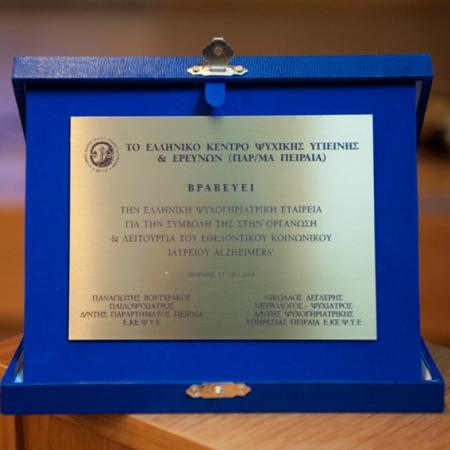 ΤΟ ΕΛΛΗΝΙΚΟ ΚΕΝΤΡΟ ΨΥΧΙΚΗΣ ΥΓΙΕΙΝΗΣ
& ΕΡΕΥΝΩΝ (ΠΑΡ/ΜΑ ΠΕΙΡΑΙΑ)
ΒΡΑΒΕΥΕΙ
ΤΗΝ ΕΛΛΗΝΙΚΗ ΨΥΧΟΓΗΡΙΑΤΡΙΚΗ ΕΤΑΙΡΕΙΑ
ΓΙΑ ΤΗΝ ΣΥΜΒΟΛΗ ΤΗΣ ΣΤΗΝ ΟΡΓΑΝΩΣΗ
& ΛΕΙΤΟΥΡΓΙΑ ΤΟΥ ΕΘΕΛΟΝΤΙΚΟΥ ΚΟΙΝΩΝΙΚΟΥ
ΙΑΤΡΕΙΟΥ ALZHEIMERS'
ΠΕΙΡΑΙΑΣ
ΠΑΝΑΓΙΩΤΗΣ ΒΟΥΤΥΡΑΚΟΣ
ΠΑΙΔΟΨΥΧΙΑΤΡΟΣ
Δ/ΝΤΗΣ ΠΑΡΑΡΤΗΜΑΤΟΣ ΠΕΙΡΑΙΑ
Ε.ΚΕ.Ψ.Υ.Ε
ΝΙΚΟΛΑΟΣ ΔΕΓΛΕΡΗΣ
ΝΕΥΡΟΛΟΓΟΣ - ΨΥΧΙΑΤΡΟΣ
Δ/ΝΤΗΣ ΨΥΧΟΓΗΡΙΑΤΡΙΚΗΣ
ΥΠΗΡΕΣΙΑΣ ΠΕΙΡΑΙΑ Ε.ΚΕ.Ψ.Υ.Ε